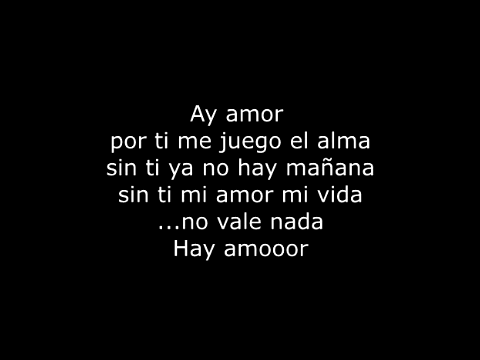 Ay amor
por ti me juego el alma
sin ti ya no hay mañana
sin ti mi amor mi vida
...no vale nada
Hay amooor